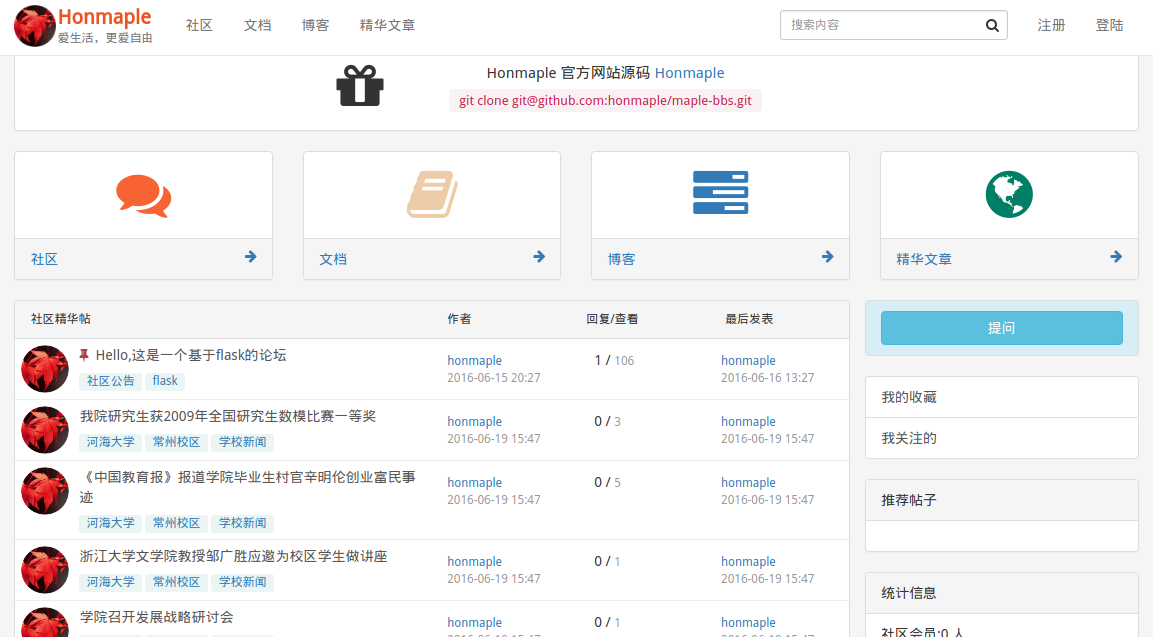 Honmaple
爱生活，更爱自由
社区 文档 博客 精华文章
搜索内容
注册 登陆
Honmaple 官方网站源码 Honmaple
git clone git@github.com:honmaple/maple-bbs.git
社区 文档 博客 精华文章
社区精华帖 作者 回复/查看 最后发表
Hello,这是一个基于flask的论坛
社区公告 flask
honmaple
2016-06-15 20:27
1 / 106
honmaple
2016-06-16 13:27
我院研究生获2009年全国研究生数模比赛一等奖
河海大学 常州校区 学校新闻
honmaple
2016-06-19 15:47
0 / 3
honmaple
2016-06-19 15:47
《中国教育报》报道学院毕业生村官辛明伦创业富民事
迹
河海大学 常州校区 学校新闻
honmaple
2016-06-19 15:47
0 / 5
honmaple
2016-06-19 15:47
浙江大学文学院教授邹广胜应邀为校区学生做讲座
河海大学 常州校区 学校新闻
honmaple
2016-06-19 15:47
0 / 1
honmaple
2016-06-19 15:47
学院召开发展战略研讨会
honmaple
2016-06-19 15:47
0 / 1
honmaple
2016-06-19 15:47
提问
我的收藏
我关注的
推荐帖子
统计信息
社区会员:0 人